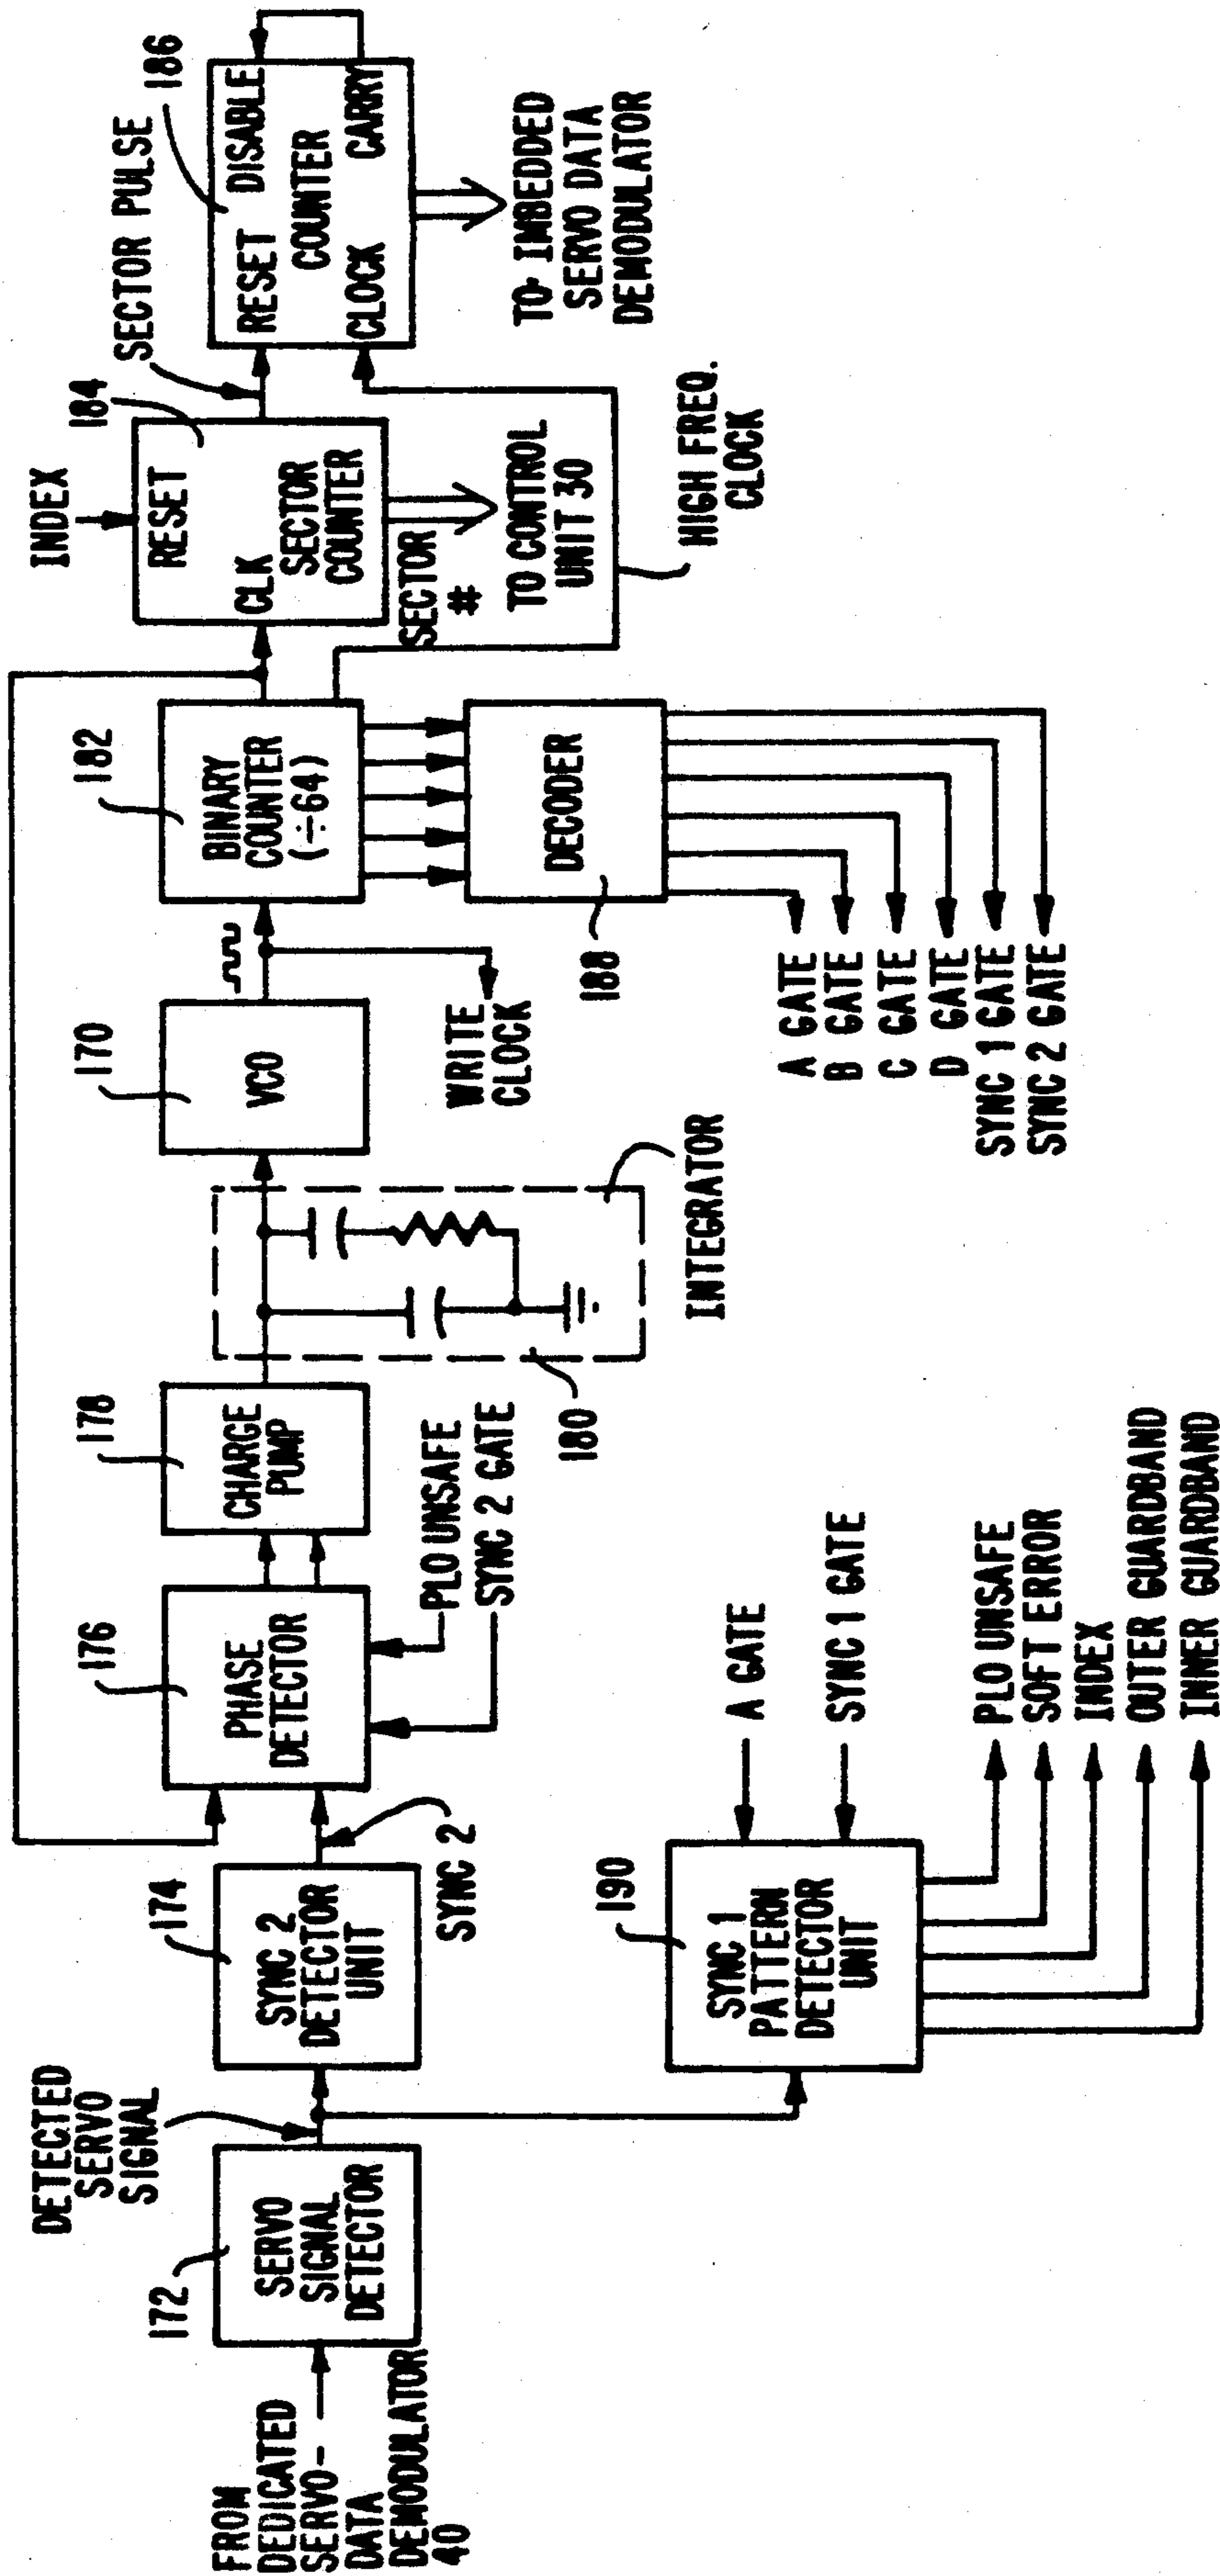 FROM
DEDICATED
SERVO-
DATA
DEMODULATOR
40
172
SERVO
SIGNAL
DETECTOR
DETECTED
SERVO
SIGNAL
174
SYNC 2
DETECTOR
UNIT
SYNC 2
176
PHASE
DETECTOR
PLO UNSAFE
SYNC 2 GATE
178
CHARGE
PUMP
180
INTEGRATOR
170
VCO
WRITE
CLOCK
182
BINARY
COUNTER
(÷64)
188
DECODER
A GATE
B GATE
C GATE
D GATE
SYNC 1 GATE
SYNC 2 GATE
INDEX
184
RESET
CLK
SECTOR
COUNTER
SECTOR
#
TO CONTROL
UNIT 30
HIGH FREQ.
CLOCK
SECTOR PULSE
186
RESET DISABLE
COUNTER
CLOCK CARRY
TO IMBEDDED
SERVO DATA
DEMODULATOR
190
SYNC 1
PATTERN
DETECTOR
UNIT
A GATE
SYNC 1 GATE
PLO UNSAFE
SOFT ERROR
INDEX
OUTER GUARDBAND
INNER GUARDBAND